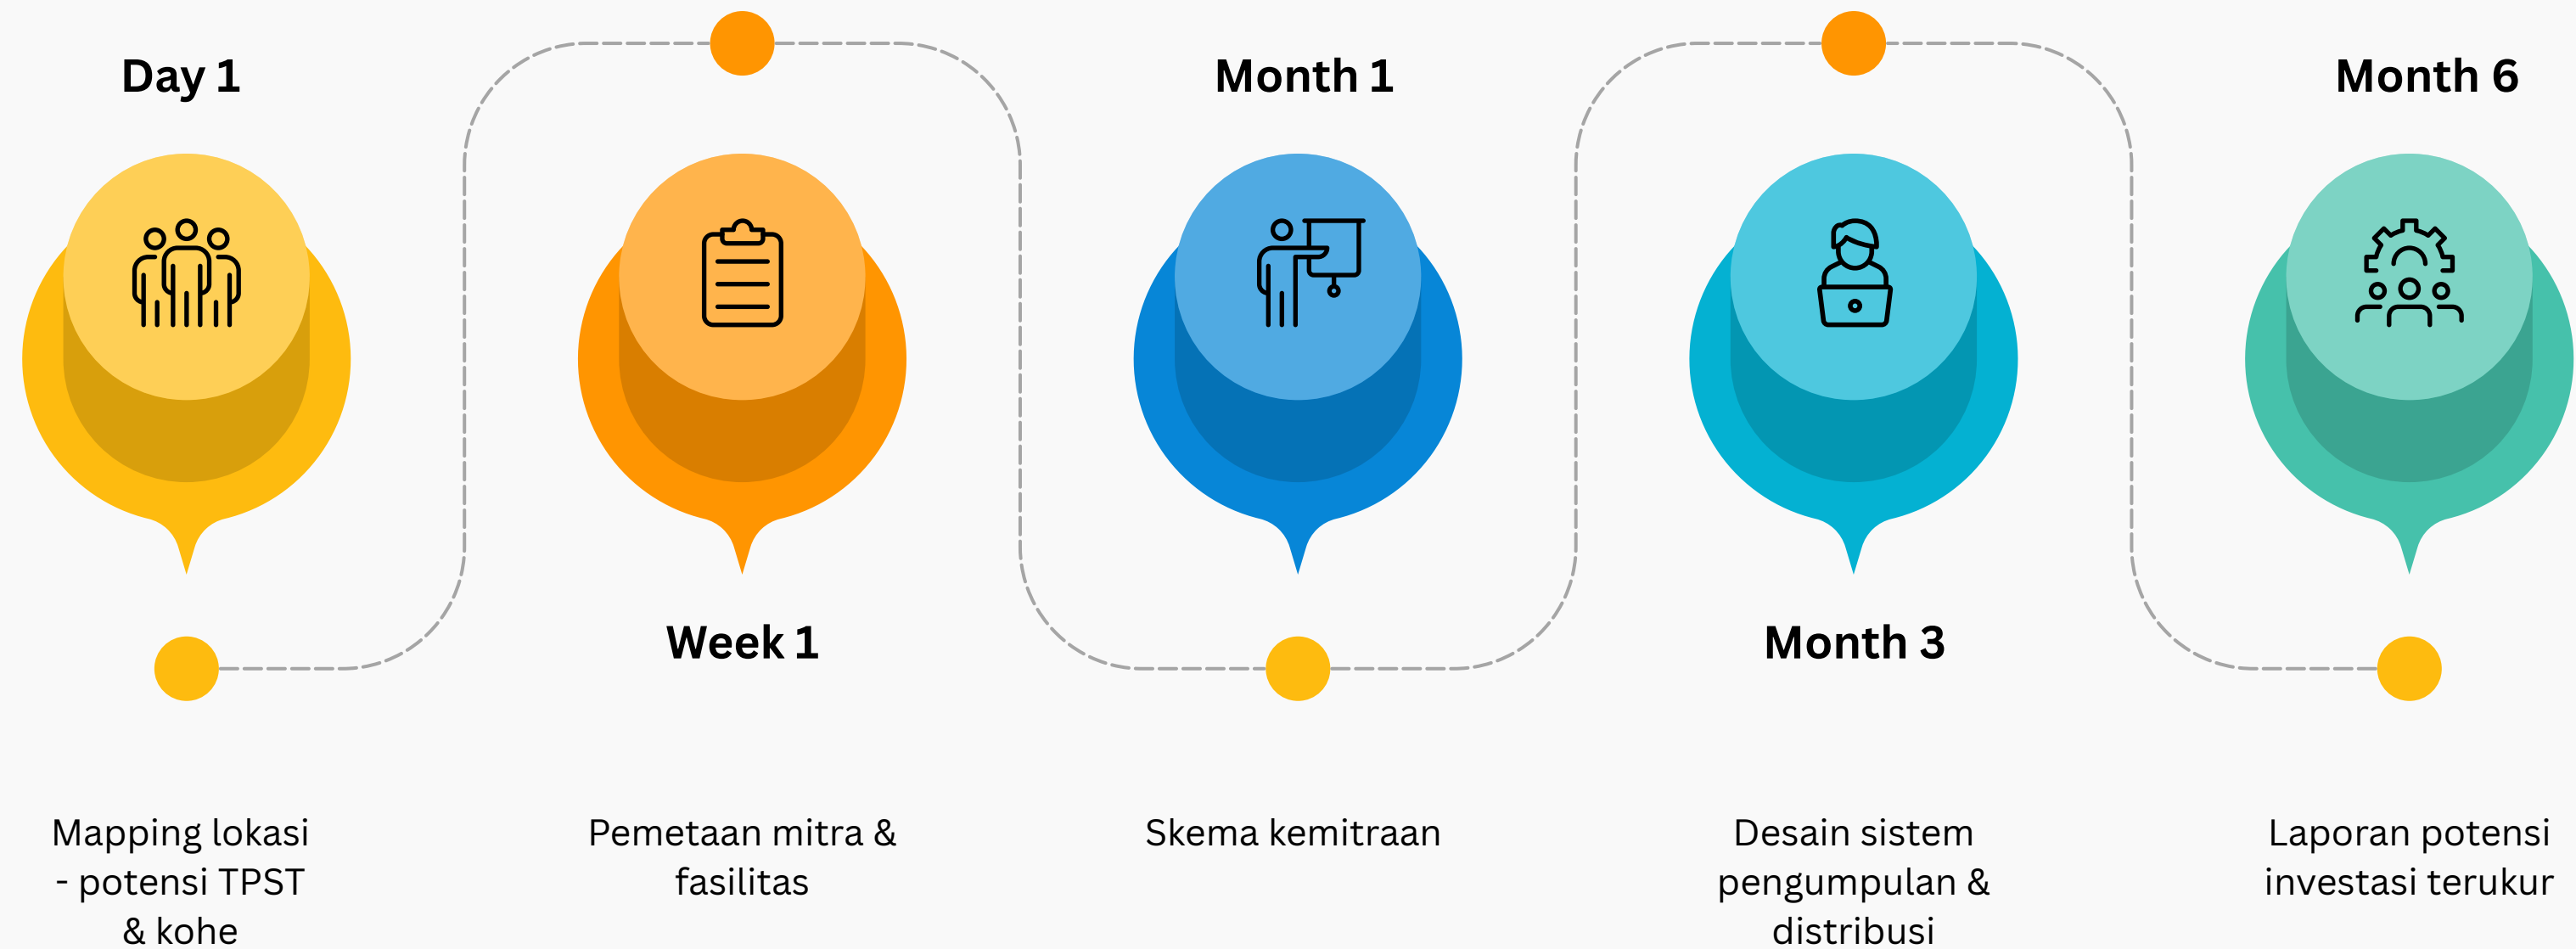 Day 1
Mapping lokasi
- potensi TPST
& kohe
Week 1
Pemetaan mitra &
fasilitas
Month 1
Skema kemitraan
Month 3
Desain sistem
pengumpulan &
distribusi
Month 6
Laporan potensi
investasi terukur